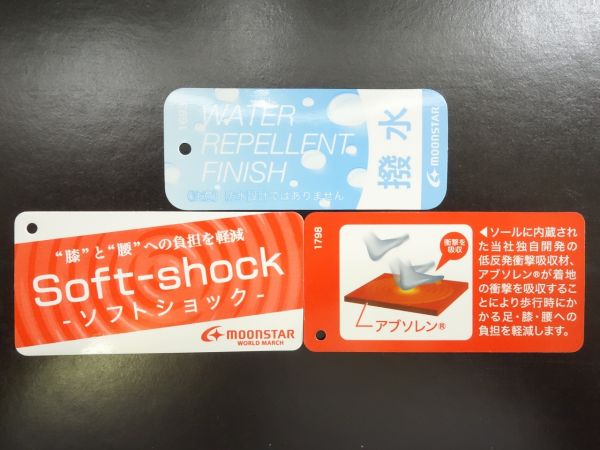 WATER
REPELLENT
FINISH
防水設計ではありません
撥水
MOONSTAR
"膝"と"腰"への負担を軽減
Soft-shock
-ソフトショック-
MOONSTAR
WORLD MARCH
1798
衝撃を
吸収
アブソレン®
◀ソールに内蔵され
た当社独自開発の
低反発衝撃吸収材、
アブソレン®が着地
の衝撃を吸収するこ
とにより歩行時にか
かる足・膝・腰への
負担を軽減します。